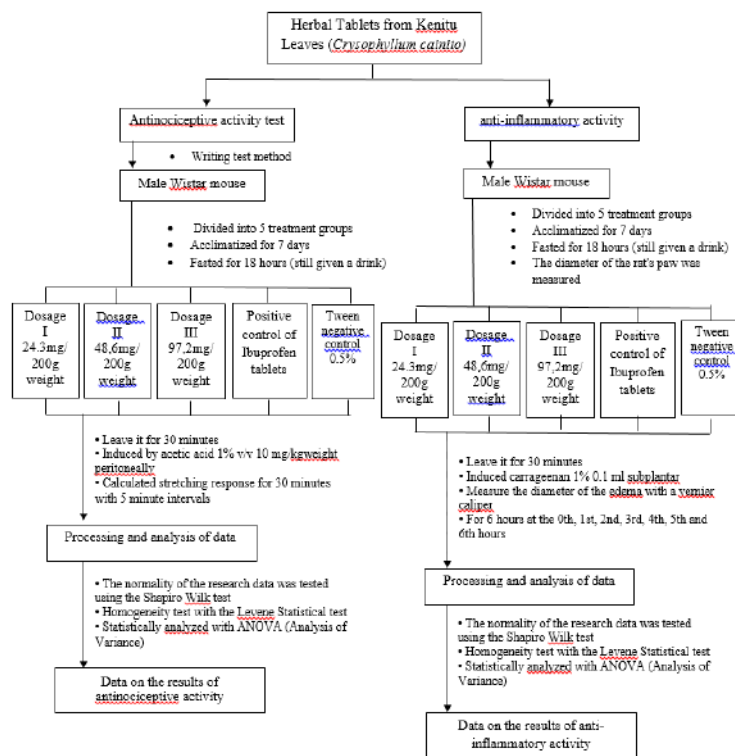 Herbal Tablets from Kenitu
Leaves (Crysophyllum cainito)
Antinociceptive activity test
• Writing test method
Male Wistar mouse
• Divided into 5 treatment groups
• Acclimatized for 7 days
• Fasted for 18 hours (still given a drink)
Dosage
I
24.3mg/
200g
weight
Dosage
II
48,6mg/
200g
weight
Dosage
III
97,2mg/
200g
weight
Positive
control of
Ibuprofen
tablets
Tween
negative
control
0.5%
• Leave it for 30 minutes
• Induced by acetic acid 1% v/v 10 mg/kgweight
peritoneally
• Calculated stretching response for 30 minutes
with 5 minute intervals
Processing and analysis of data
• The normality of the research data was tested
using the Shapiro Wilk test
• Homogeneity test with the Levene Statistical test
• Statistically analyzed with ANOVA (Analysis of
Variance)
Data on the results of
antinociceptive activity
anti-inflammatory activity
Male Wistar mouse
• Divided into 5 treatment groups
• Acclimatized for 7 days
• Fasted for 18 hours (still given a drink)
• The diameter of the rat's paw was
measured
Dosage
I
24.3mg/
200g
weight
Dosage
II
48,6mg/
200g
weight
Dosage
III
97,2mg/
200g
weight
Positive
control of
Ibuprofen
tablets
Tween
negative
control
0.5%
• Leave it for 30 minutes
• Induced carrageenan 1% 0.1 ml subplantar
• Measure the diameter of the edema with a vernier
caliper
• For 6 hours at the 0th, 1st, 2nd, 3rd, 4th, 5th and
6th hours
Processing and analysis of data
• The normality of the research data was tested
using the Shapiro Wilk test
• Homogeneity test with the Levene Statistical test
• Statistically analyzed with ANOVA (Analysis of
Variance)
Data on the results of anti-
inflammatory activity